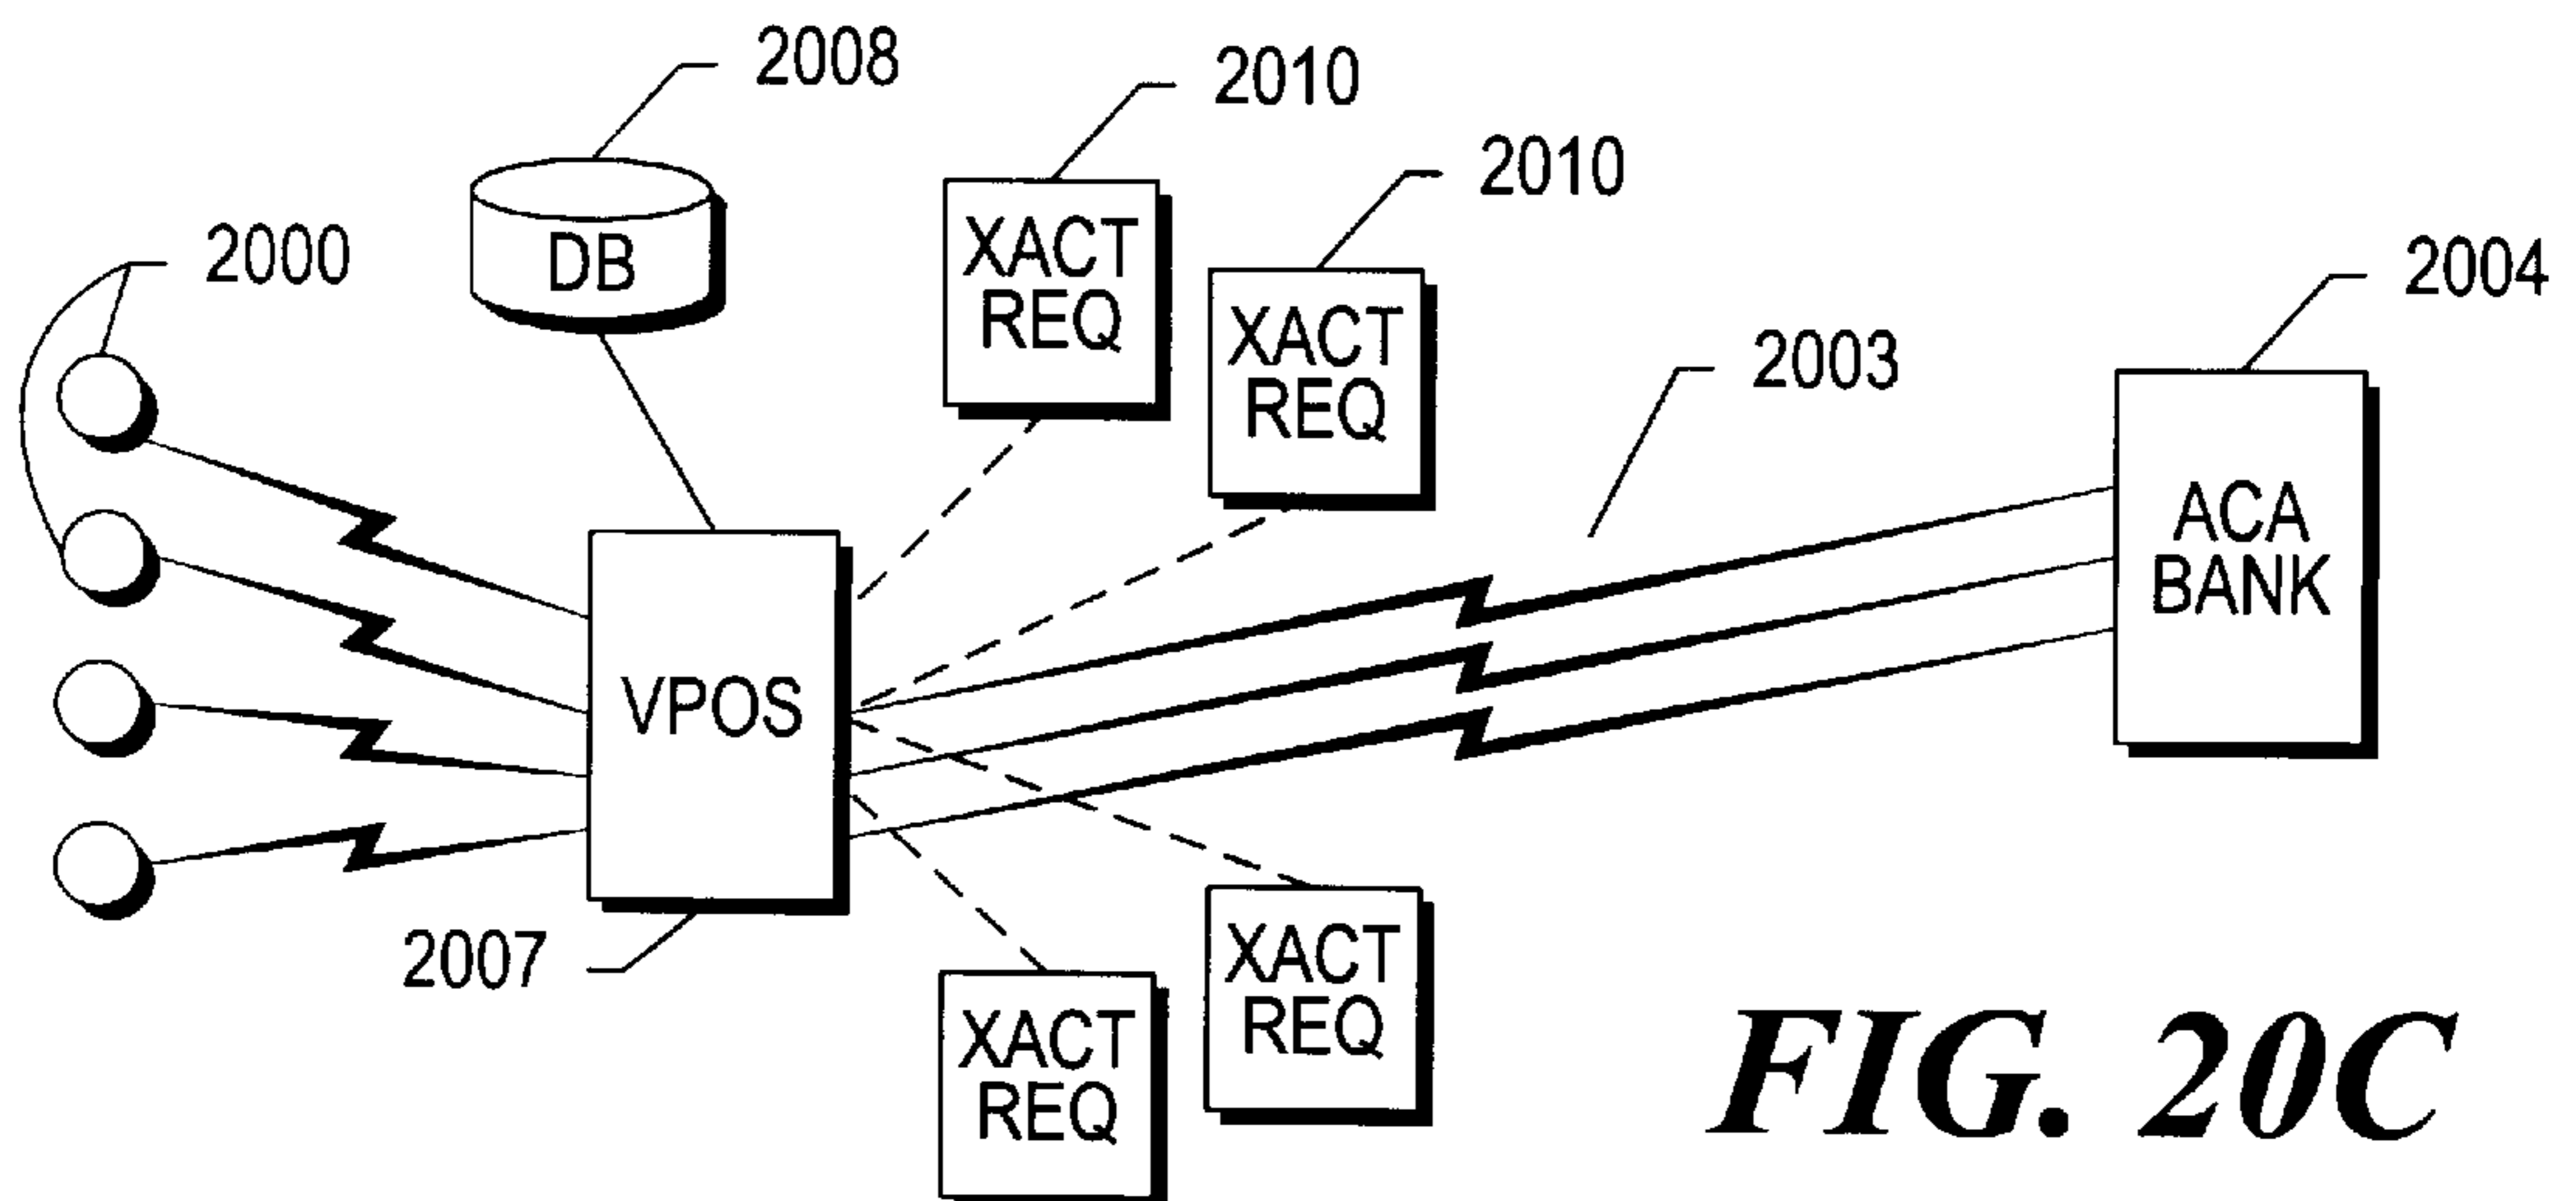 2008
2010
2010
2000
DB
XACT
REQ
XACT
REQ
2003
2004
ACA
BANK
VPOS
2007
XACT
REQ
XACT
REQ
FIG. 20C